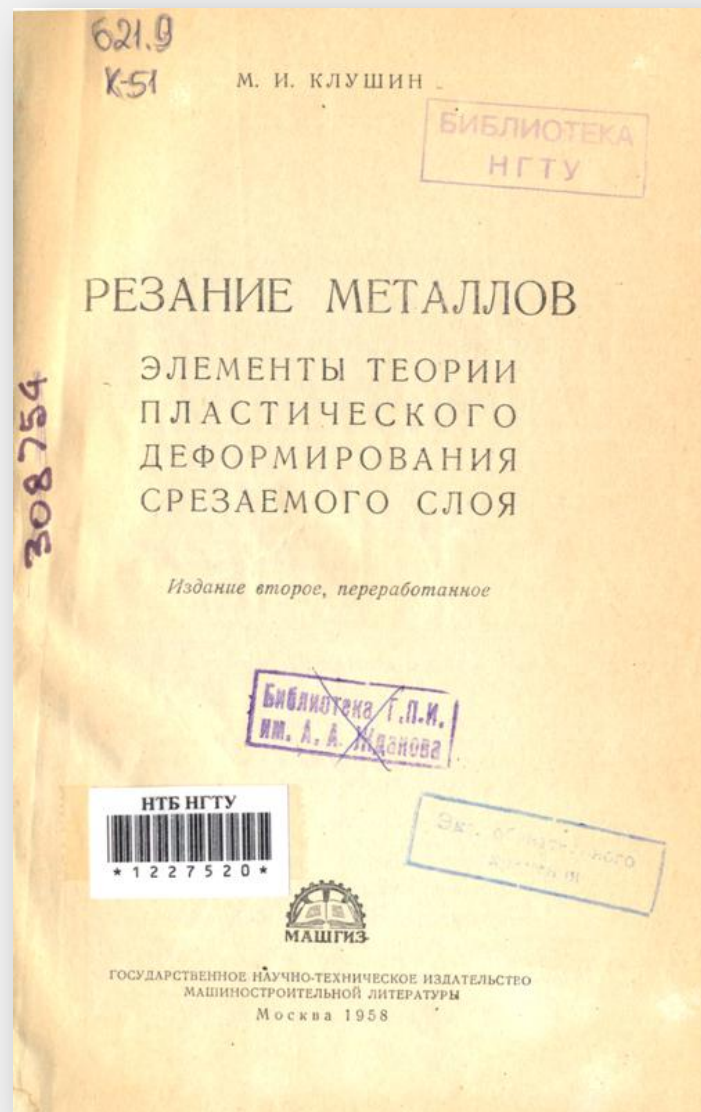 621.9
К-51
М. И. КЛУШИН
БИБЛИОТЕКА
НГТУ
РЕЗАНИЕ МЕТАЛЛОВ
ЭЛЕМЕНТЫ ТЕОРИИ
ПЛАСТИЧЕСКОГО
ДЕФОРМИРОВАНИЯ
СРЕЗАЕМОГО СЛОЯ
308754
Издание второе, переработанное
Библиотека Г.П.И.
им. А. А. Жданова
НТБ НГТУ
*1227520*
МАШГИЗ
ГОСУДАРСТВЕННОЕ НАУЧНО-ТЕХНИЧЕСКОЕ ИЗДАТЕЛЬСТВО
МАШИНОСТРОИТЕЛЬНОЙ ЛИТЕРАТУРЫ
Москва 1958